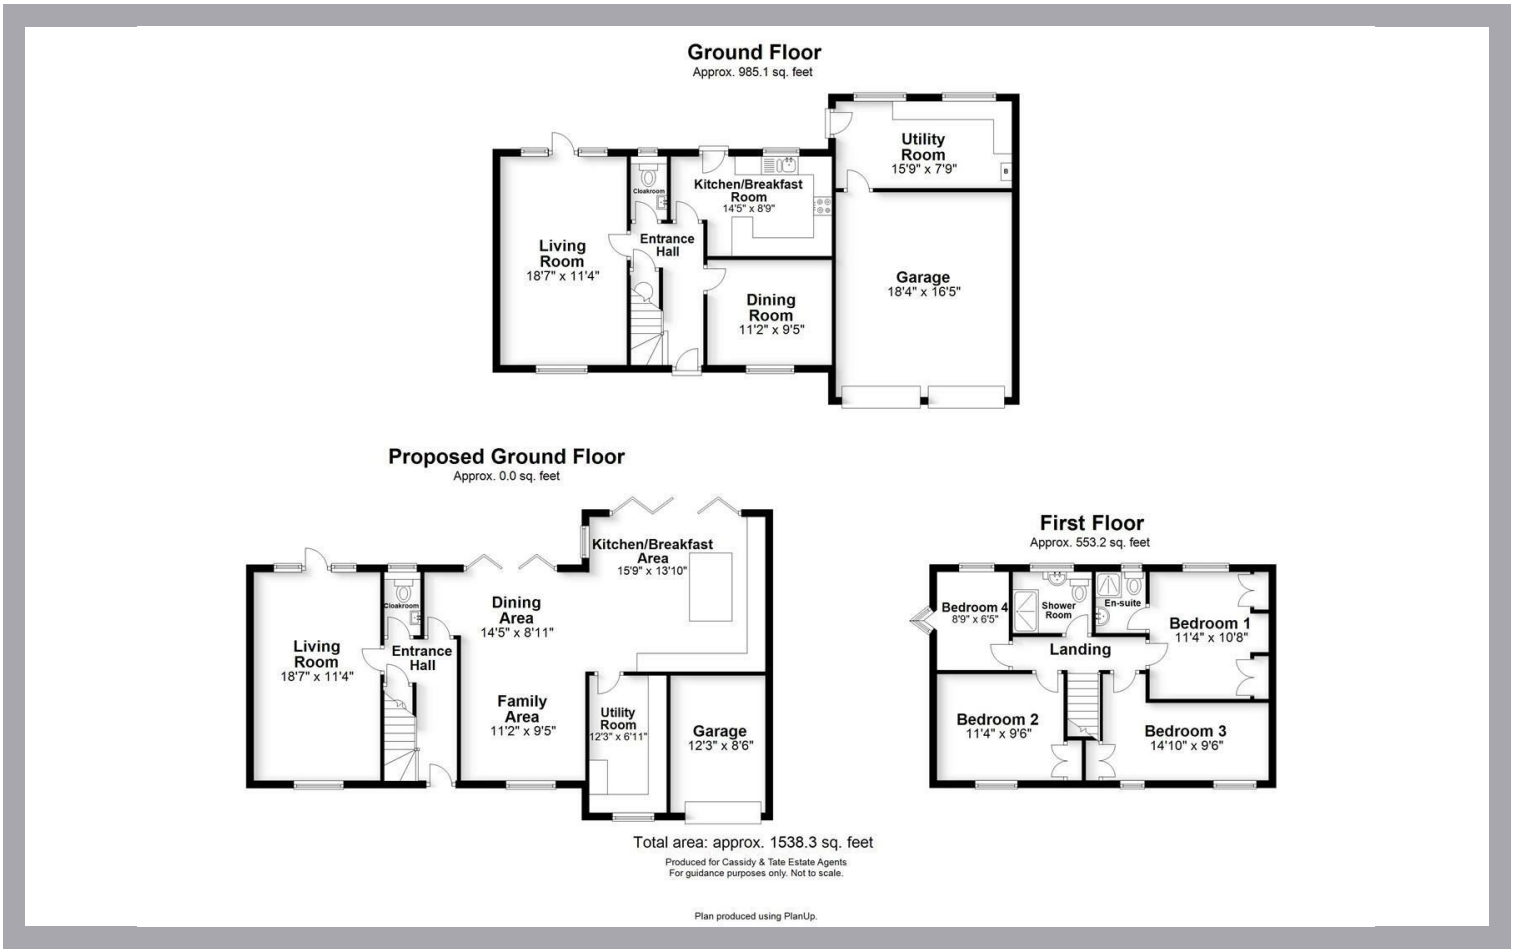 Ground Floor
Approx. 985.1 sq. feet
Utility
Room
15'9" x 7'9"
B
Cloakroom
Kitchen/Breakfast
Room
14'5" x 8'9"
Entrance
Hall
Living
Room
18'7" x 11'4"
Garage
18'4" x 16'5"
Dining
Room
11'2" x 9'5"
Proposed Ground Floor
Approx. 0.0 sq. feet
Kitchen/Breakfast
Area
15'9" x 13'10"
Cloakroom
Dining
Area
14'5" x 8'11"
Living
Room
18'7" x 11'4"
Entrance
Hall
Family
Area
11'2" x 9'5"
Utility
Room
12'3" x 6'11"
Garage
12'3" x 8'6"
First Floor
Approx. 553.2 sq. feet
Bedroom 4
8'9" x 6'5"
Shower
Room
En-suite
Bedroom 1
11'4" x 10'8"
Landing
Bedroom 2
11'4" x 9'6"
Bedroom 3
14'10" x 9'6"
Total area: approx. 1538.3 sq. feet
Produced for Cassidy & Tate Estate Agents
For guidance purposes only. Not to scale.
Plan produced using PlanUp.